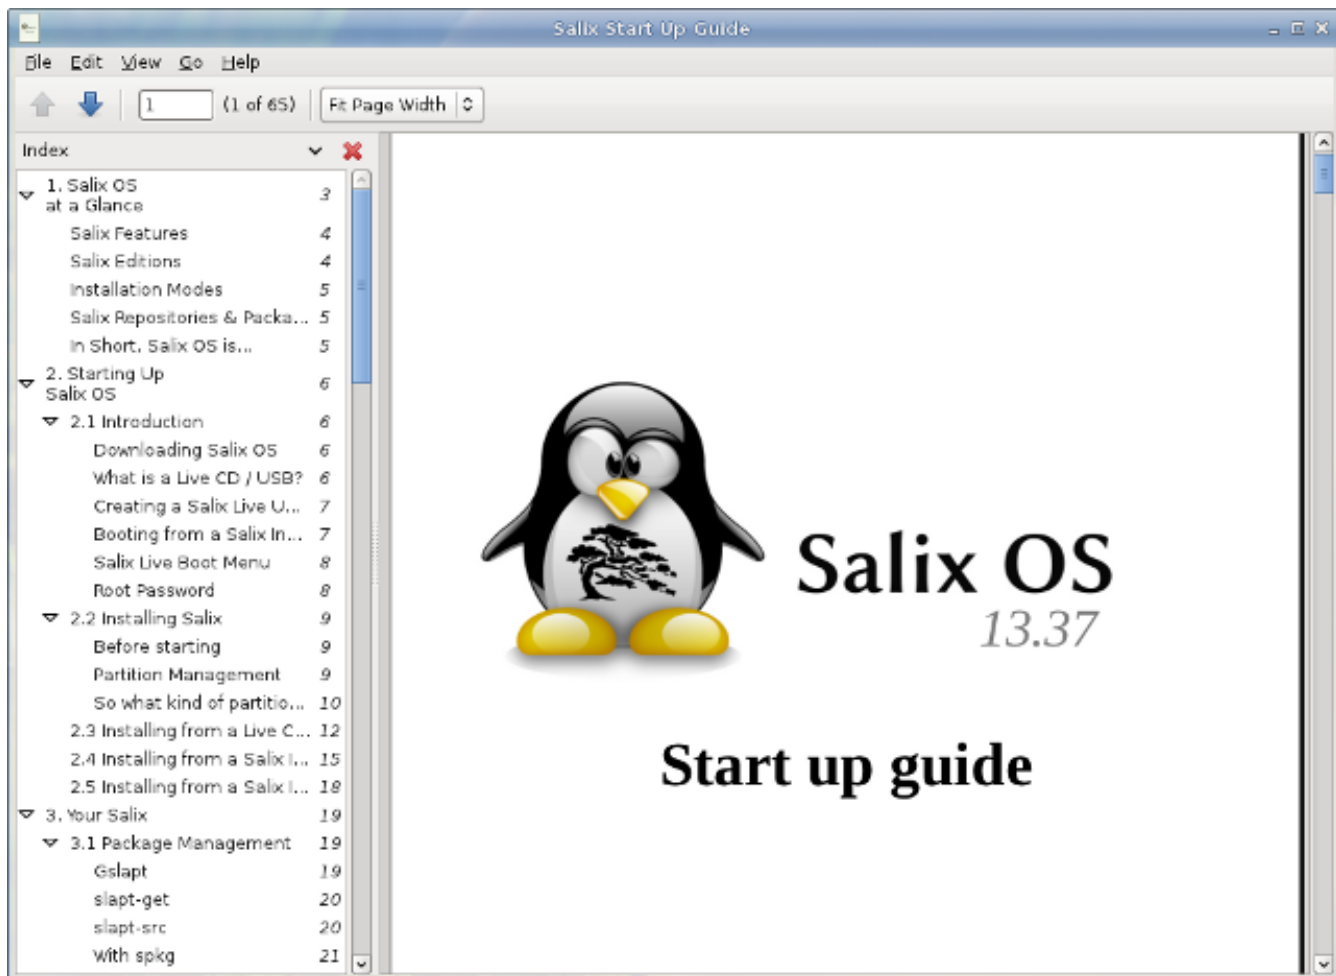 Salix Start Up Guide
File Edit View Go Help
1 (1 of 65) Fit Page Width
Index
1. Salix OS
at a Glance 3
Salix Features 4
Salix Editions 4
Installation Modes 5
Salix Repositories & Packa... 5
In Short, Salix OS is... 5
2. Starting Up
Salix OS 6
2.1 Introduction 6
Downloading Salix OS 6
What is a Live CD / USB? 6
Creating a Salix Live U... 7
Booting from a Salix In... 7
Salix Live Boot Menu 8
Root Password 8
2.2 Installing Salix 9
Before starting 9
Partition Management 9
So what kind of partitio... 10
2.3 Installing from a Live C... 12
2.4 Installing from a Salix I... 15
2.5 Installing from a Salix I... 18
3. Your Salix 19
3.1 Package Management 19
Gslapt 19
slapt-get 20
slapt-src 20
With spkg 21
Salix OS
13.37
Start up guide